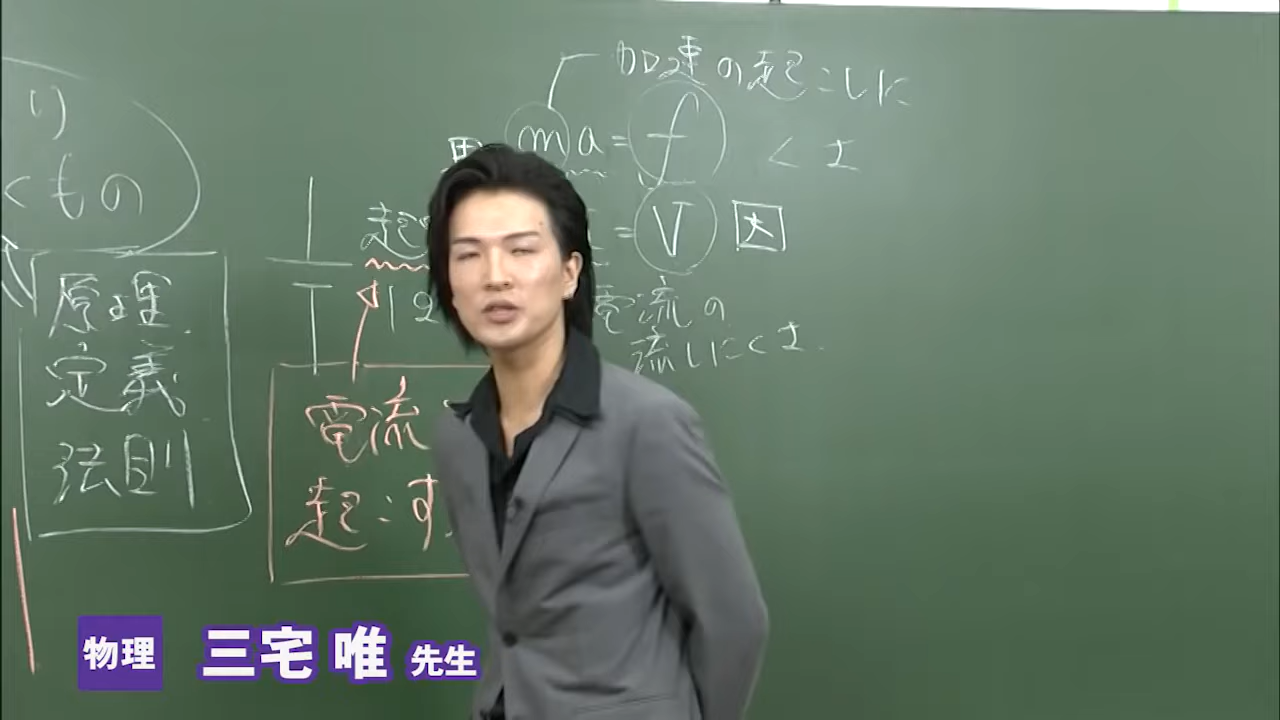 り
くもの
原理
定義
法則
加速の起こしに
くさ
ma=f
起
=V 因
電流の
流しにくさ
電流
起こす
物理 三宅 唯 先生